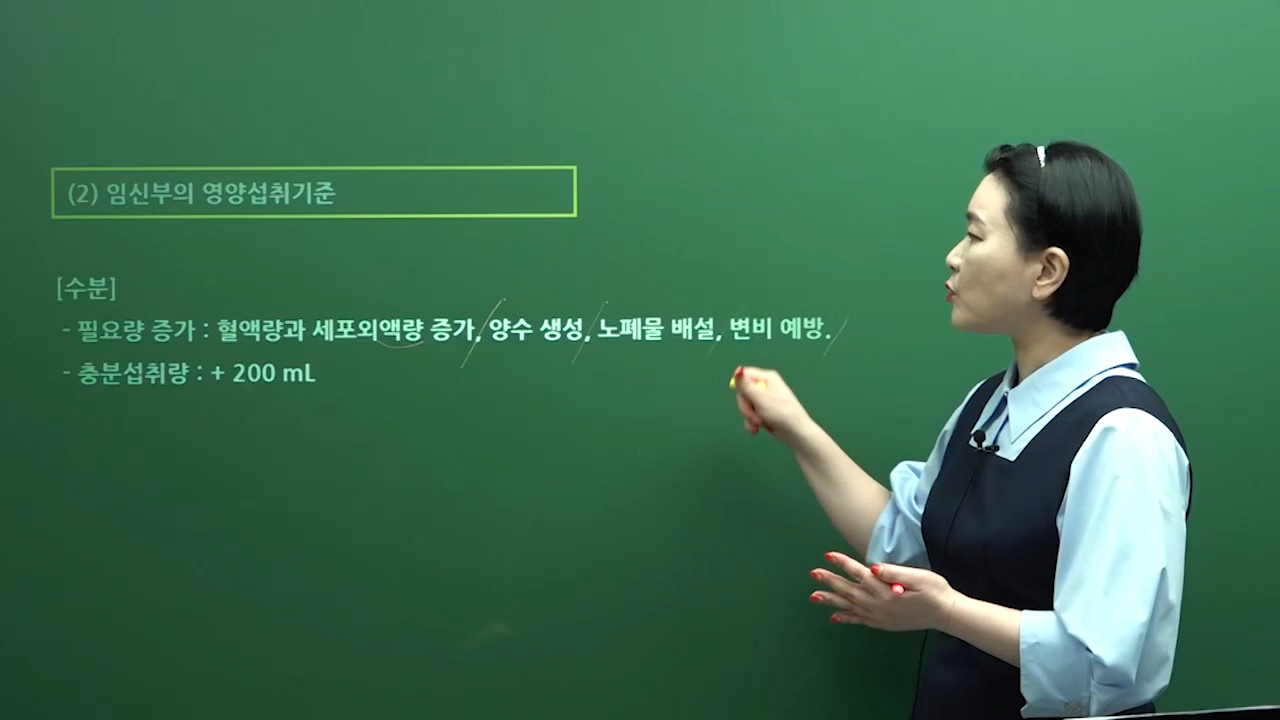 (2) 임신부의 영양섭취기준
[수분]
- 필요량 증가 : 혈액량과 세포외액량 증가, 양수 생성, 노폐물 배설, 변비 예방.
- 충분섭취량 : + 200 mL